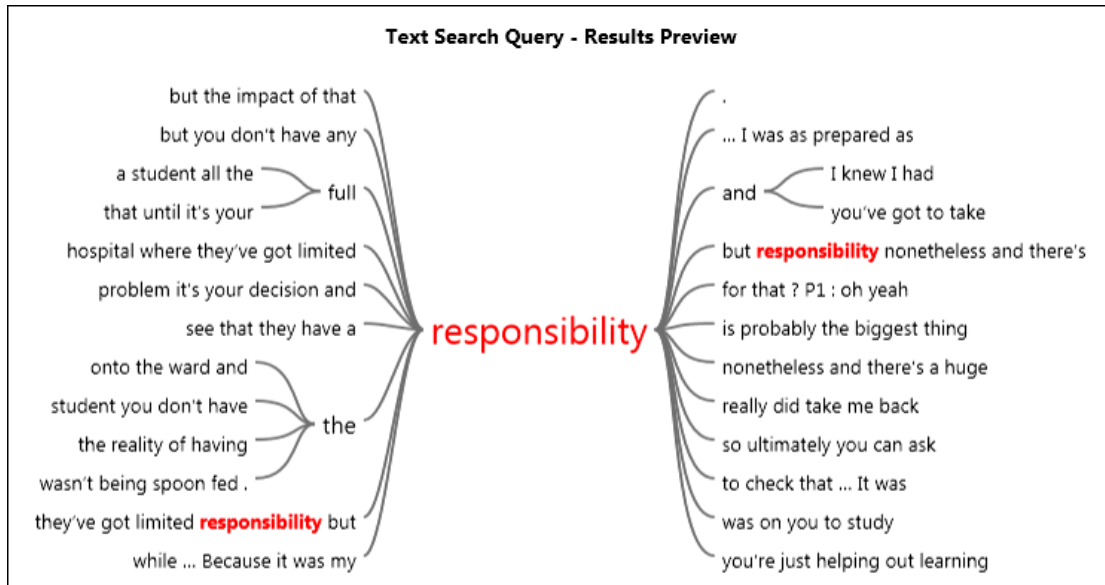 Text Search Query - Results Preview
but the impact of that
but you don't have any
a student all the
that until it's your
full
hospital where they've got limited
problem it's your decision and
see that they have a
onto the ward and
student you don't have
the reality of having
wasn't being spoon fed .
the
they've got limited responsibility but
while ... Because it was my
responsibility
.
... I was as prepared as
and
I knew I had
you've got to take
but responsibility nonetheless and there's
for that ? P1 : oh yeah
is probably the biggest thing
nonetheless and there's a huge
really did take me back
so ultimately you can ask
to check that ... It was
was on you to study
you're just helping out learning